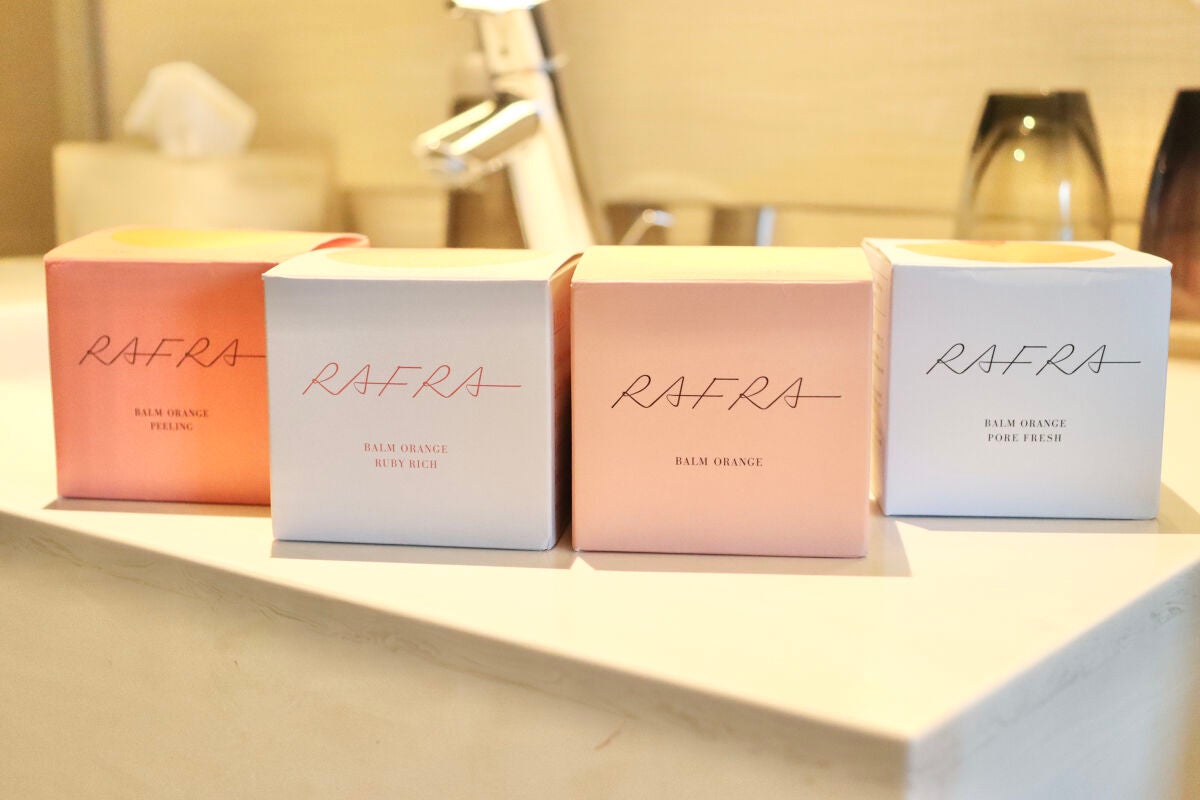 RAFRA
BALM ORANGE
PEELING
RAFRA
BALM ORANGE
RUBY RICH
RAFRA
BALM ORANGE
RAFRA
BALM ORANGE
PORE FRESH